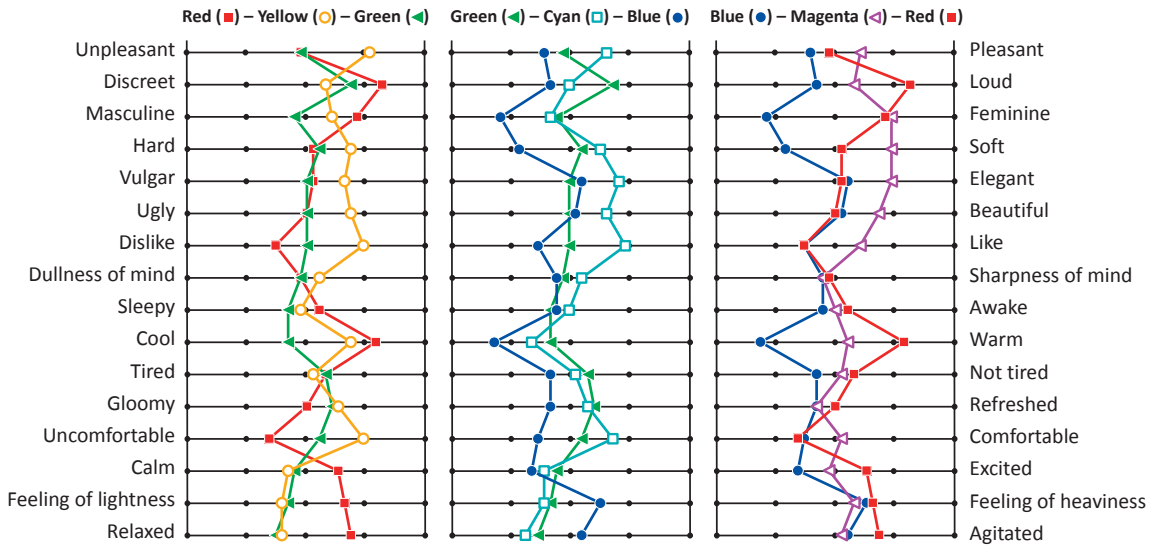 Red (■) – Yellow (○) – Green (◀) Green (◀) – Cyan (□) – Blue (●) Blue (●) – Magenta (◁) – Red (■)
Unpleasant Pleasant
Discreet Loud
Masculine Feminine
Hard Soft
Vulgar Elegant
Ugly Beautiful
Dislike Like
Dullness of mind Sharpness of mind
Sleepy Awake
Cool Warm
Tired Not tired
Gloomy Refreshed
Uncomfortable Comfortable
Calm Excited
Feeling of lightness Feeling of heaviness
Relaxed Agitated